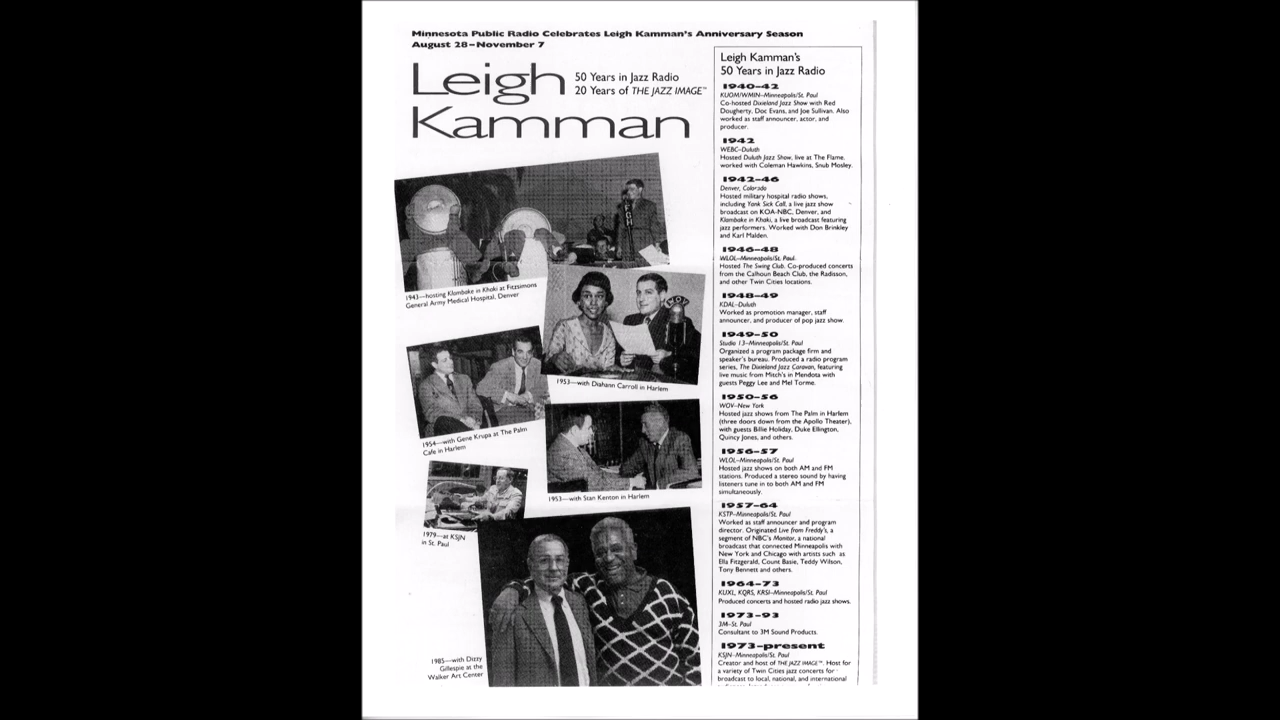 Minnesota Public Radio Celebrates Leigh Kamman's Anniversary Season
August 28–November 7
Leigh
Kamman
50 Years in Jazz Radio
20 Years of THE JAZZ IMAGE™
FGH
1943—hosting Klambake in Khaki at Fitzsimons
General Army Medical Hospital, Denver
WOV
1953—with Diahann Carroll in Harlem
1954—with Gene Krupa at The Palm
Cafe in Harlem
1953—with Stan Kenton in Harlem
1979—at KSJN
in St. Paul
1985—with Dizzy
Gillespie at the
Walker Art Center
Leigh Kamman's
50 Years in Jazz Radio
1940–42
KUOM/WMIN–Minneapolis/St. Paul
Co-hosted Dixieland Jazz Show with Red
Dougherty, Doc Evans, and Joe Sullivan. Also
worked as staff announcer, actor, and
producer.
1942
WEBC–Duluth
Hosted Duluth Jazz Show, live at The Flame.
worked with Coleman Hawkins, Snub Mosley.
1942–46
Denver, Colorado
Hosted military hospital radio shows,
including Yank Sick Call, a live jazz show
broadcast on KOA-NBC, Denver, and
Klambake in Khaki, a live broadcast featuring
jazz performers. Worked with Don Brinkley
and Karl Malden.
1946–48
WLOL–Minneapolis/St. Paul
Hosted The Swing Club. Co-produced concerts
from the Calhoun Beach Club, the Radisson,
and other Twin Cities locations.
1948–49
KDAL–Duluth
Worked as promotion manager, staff
announcer, and producer of pop jazz show.
1949–50
Studio 13–Minneapolis/St. Paul
Organized a program package firm and
speaker's bureau. Produced a radio program
series, The Dixieland Jazz Caravan, featuring
live music from Mitch's in Mendota with
guests Peggy Lee and Mel Torme.
1950–56
WOV–New York
Hosted jazz shows from The Palm in Harlem
(three doors down from the Apollo Theater),
with guests Billie Holiday, Duke Ellington,
Quincy Jones, and others.
1956–57
WLOL–Minneapolis/St. Paul
Hosted jazz shows on both AM and FM
stations. Produced a stereo sound by having
listeners tune in to both AM and FM
simultaneously.
1957–64
KSTP–Minneapolis/St. Paul
Worked as staff announcer and program
director. Originated Live from Freddy's, a
segment of NBC's Monitor, a national
broadcast that connected Minneapolis with
New York and Chicago with artists such as
Ella Fitzgerald, Count Basie, Teddy Wilson,
Tony Bennett and others.
1964–73
KUXL, KQRS, KRSI–Minneapolis/St. Paul
Produced concerts and hosted radio jazz shows.
1973–93
3M–St. Paul
Consultant to 3M Sound Products.
1973–present
KSJN–Minneapolis/St. Paul
Creator and host of THE JAZZ IMAGE™. Host for
a variety of Twin Cities jazz concerts for
broadcast to local, national, and international